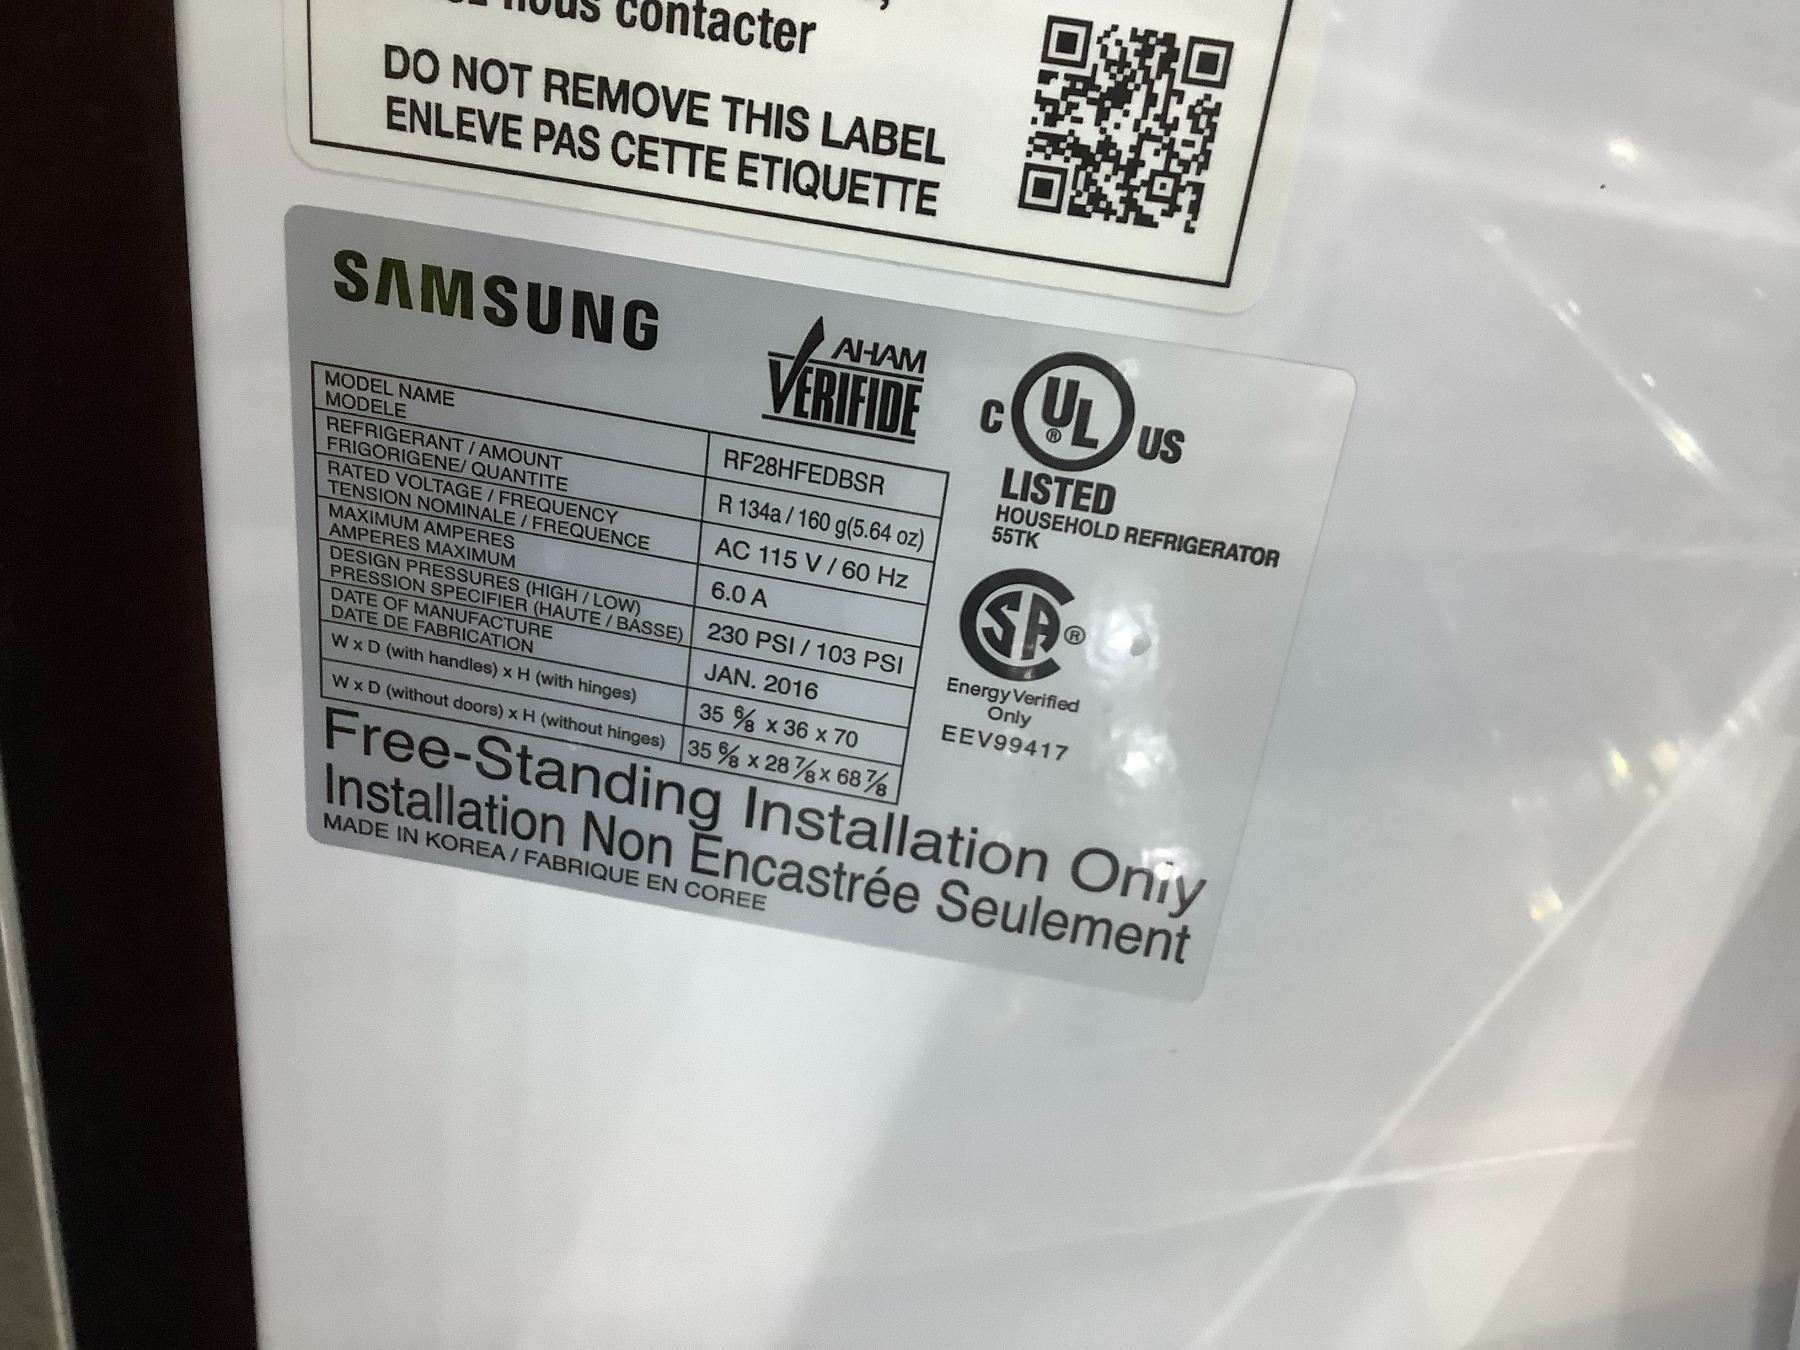 nous contacter
DO NOT REMOVE THIS LABEL
ENLEVE PAS CETTE ETIQUETTE
SAMSUNG
AHAM
VERIFIDE
C UL® US
LISTED
HOUSEHOLD REFRIGERATOR
55TK
MODEL NAME
MODELE
RF28HFEDBSR
REFRIGERANT / AMOUNT
FRIGORIGENE/ QUANTITE
R 134a / 160 g(5.64 oz)
RATED VOLTAGE / FREQUENCY
TENSION NOMINALE / FREQUENCE
AC 115 V / 60 Hz
MAXIMUM AMPERES
AMPERES MAXIMUM
6.0 A
DESIGN PRESSURES (HIGH / LOW)
PRESSION SPECIFIER (HAUTE / BASSE)
230 PSI / 103 PSI
DATE OF MANUFACTURE
DATE DE FABRICATION
JAN. 2016
W x D (with handles) x H (with hinges)
35 6/8 x 36 x 70
W x D (without doors) x H (without hinges)
35 6/8 x 28 7/8 x 68 7/8
SA®
Energy Verified
Only
EEV99417
Free-Standing Installation Only
Installation Non Encastrée Seulement
MADE IN KOREA / FABRIQUE EN COREE